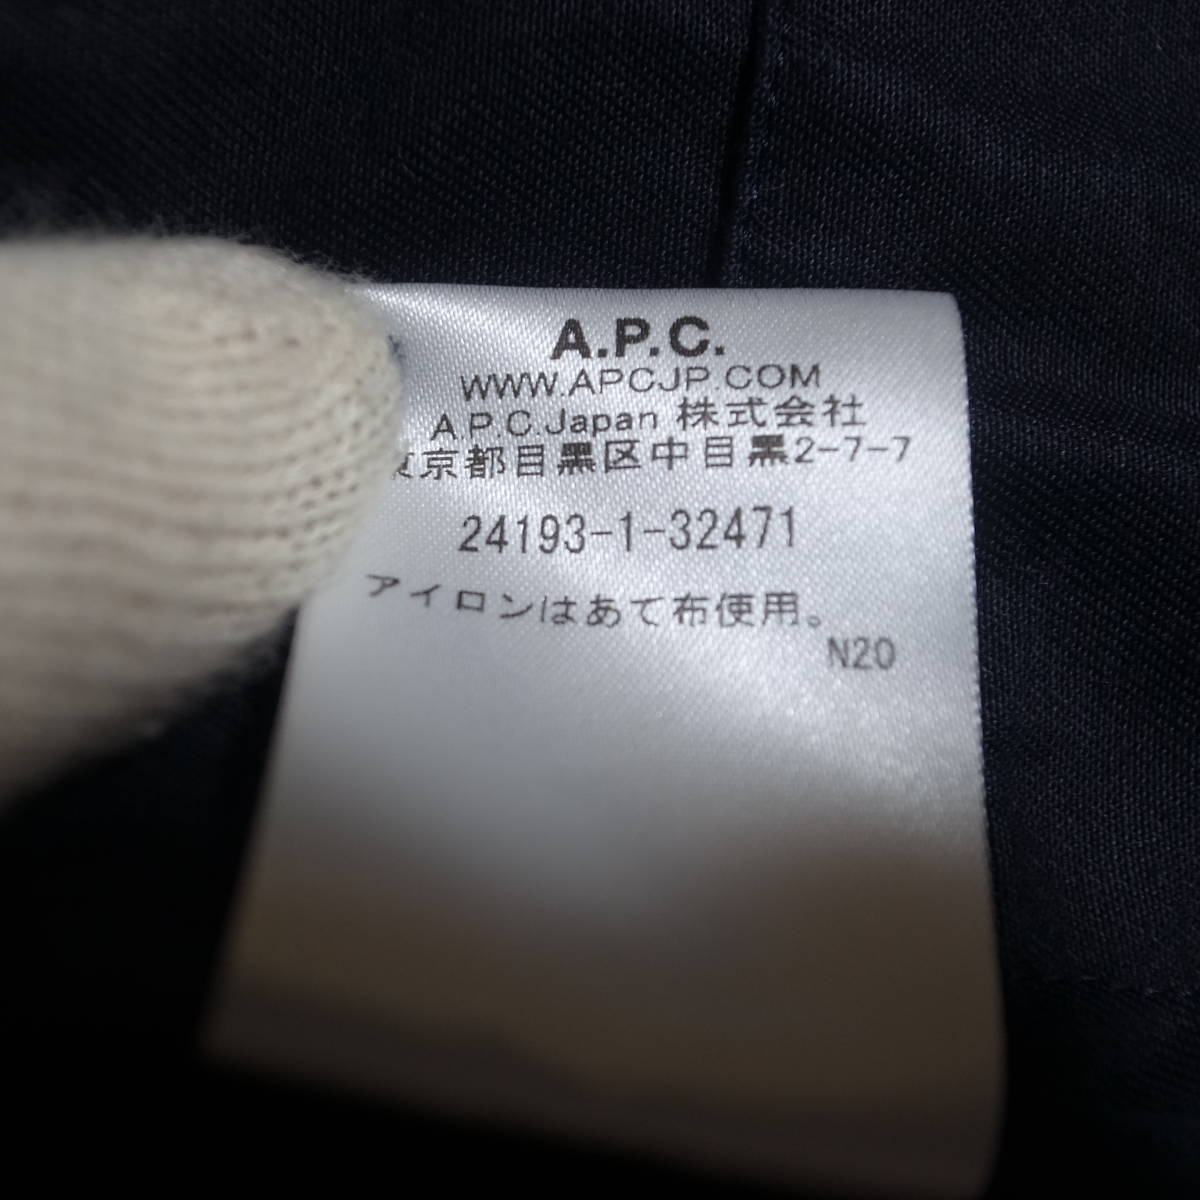 A.P.C.
WWW.APCJP.COM
A.P.C.Japan 株式会社
東京都目黒区中目黒2-7-7
24193-1-32471
アイロンはあて布使用。
N20